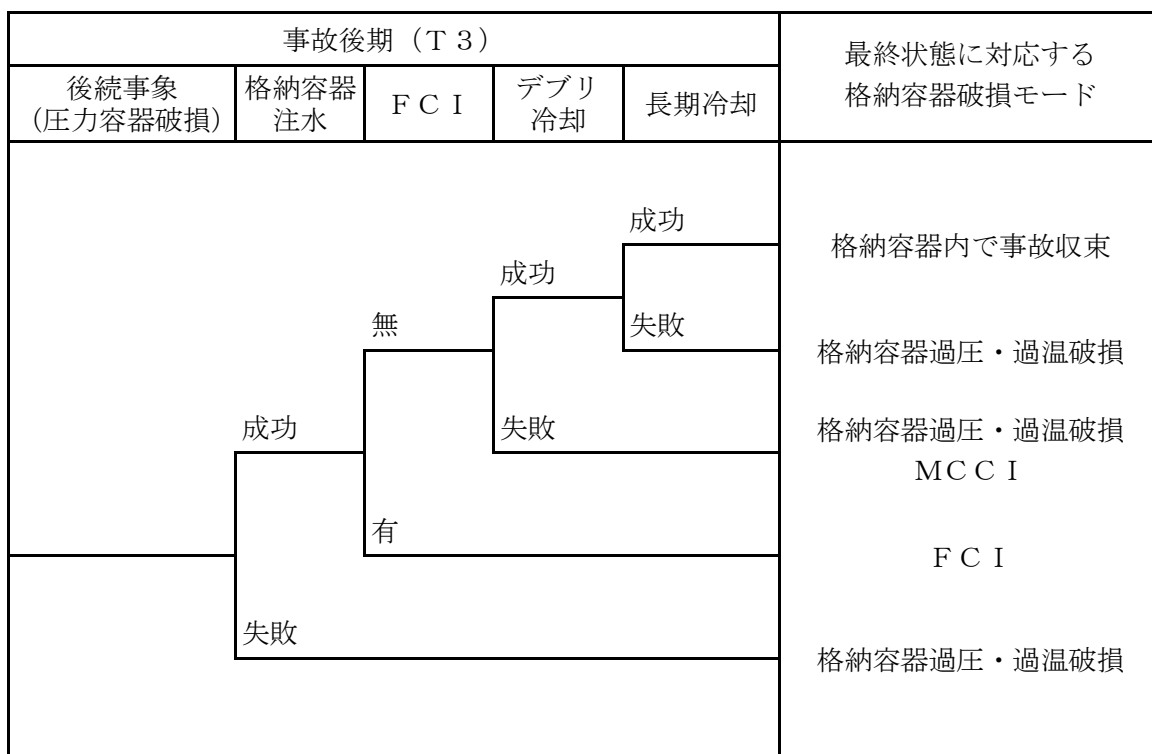 事故後期（Ｔ３）
最終状態に対応する
格納容器破損モード
後続事象
(圧力容器破損)
格納容器
注水
ＦＣＩ
デブリ
冷却
長期冷却
成功
格納容器内で事故収束
成功
無
失敗
格納容器過圧・過温破損
成功
失敗
格納容器過圧・過温破損
ＭＣＣＩ
有
ＦＣＩ
失敗
格納容器過圧・過温破損